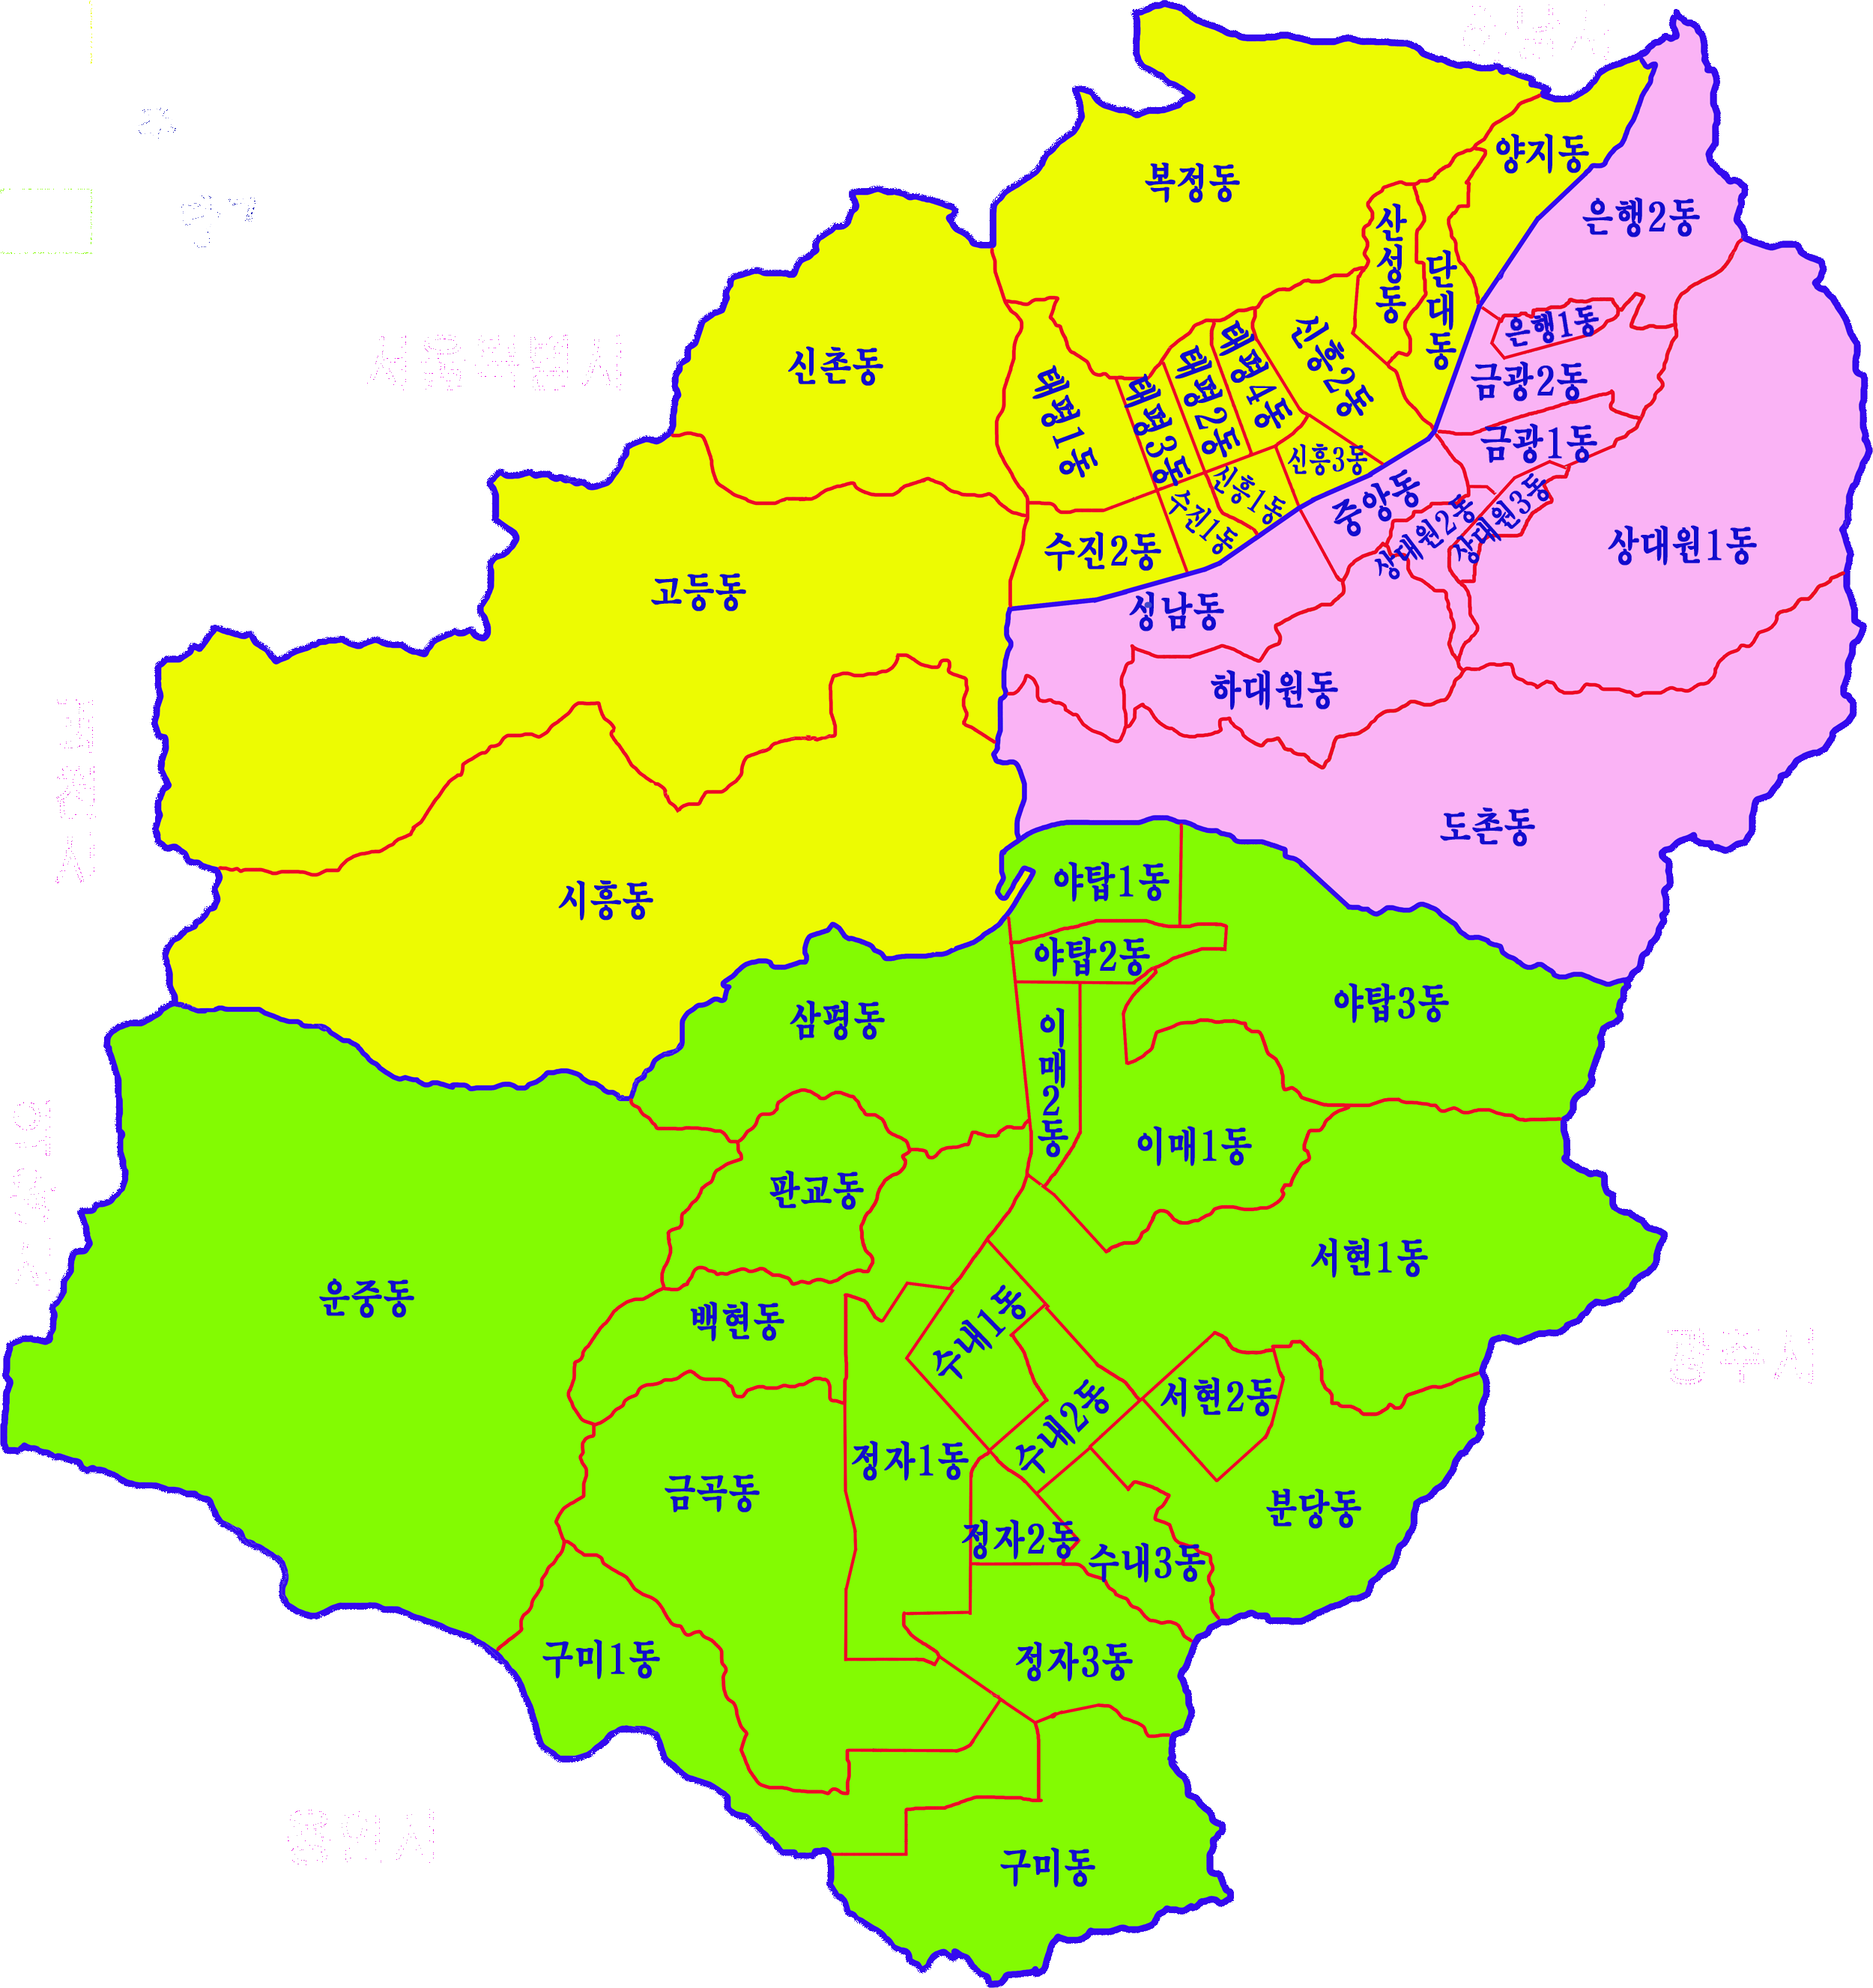 복정동
양지동
은행2동
산성동
단대동
은행1동
신촌동
태평1동
태평3동
태평2동
태평4동
신흥2동
금광2동
금광1동
신흥3동
신흥1동
수진1동
중앙동
상대원2동
상대원3동
상대원1동
수진2동
고등동
성남동
하대원동
도촌동
시흥동
야탑1동
야탑2동
야탑3동
삼평동
이매2동
이매1동
판교동
서현1동
운중동
백현동
수내1동
수내2동
서현2동
정자1동
금곡동
분당동
정자2동
수내3동
구미1동
정자3동
구미동
서울특별시
용인시
광주시